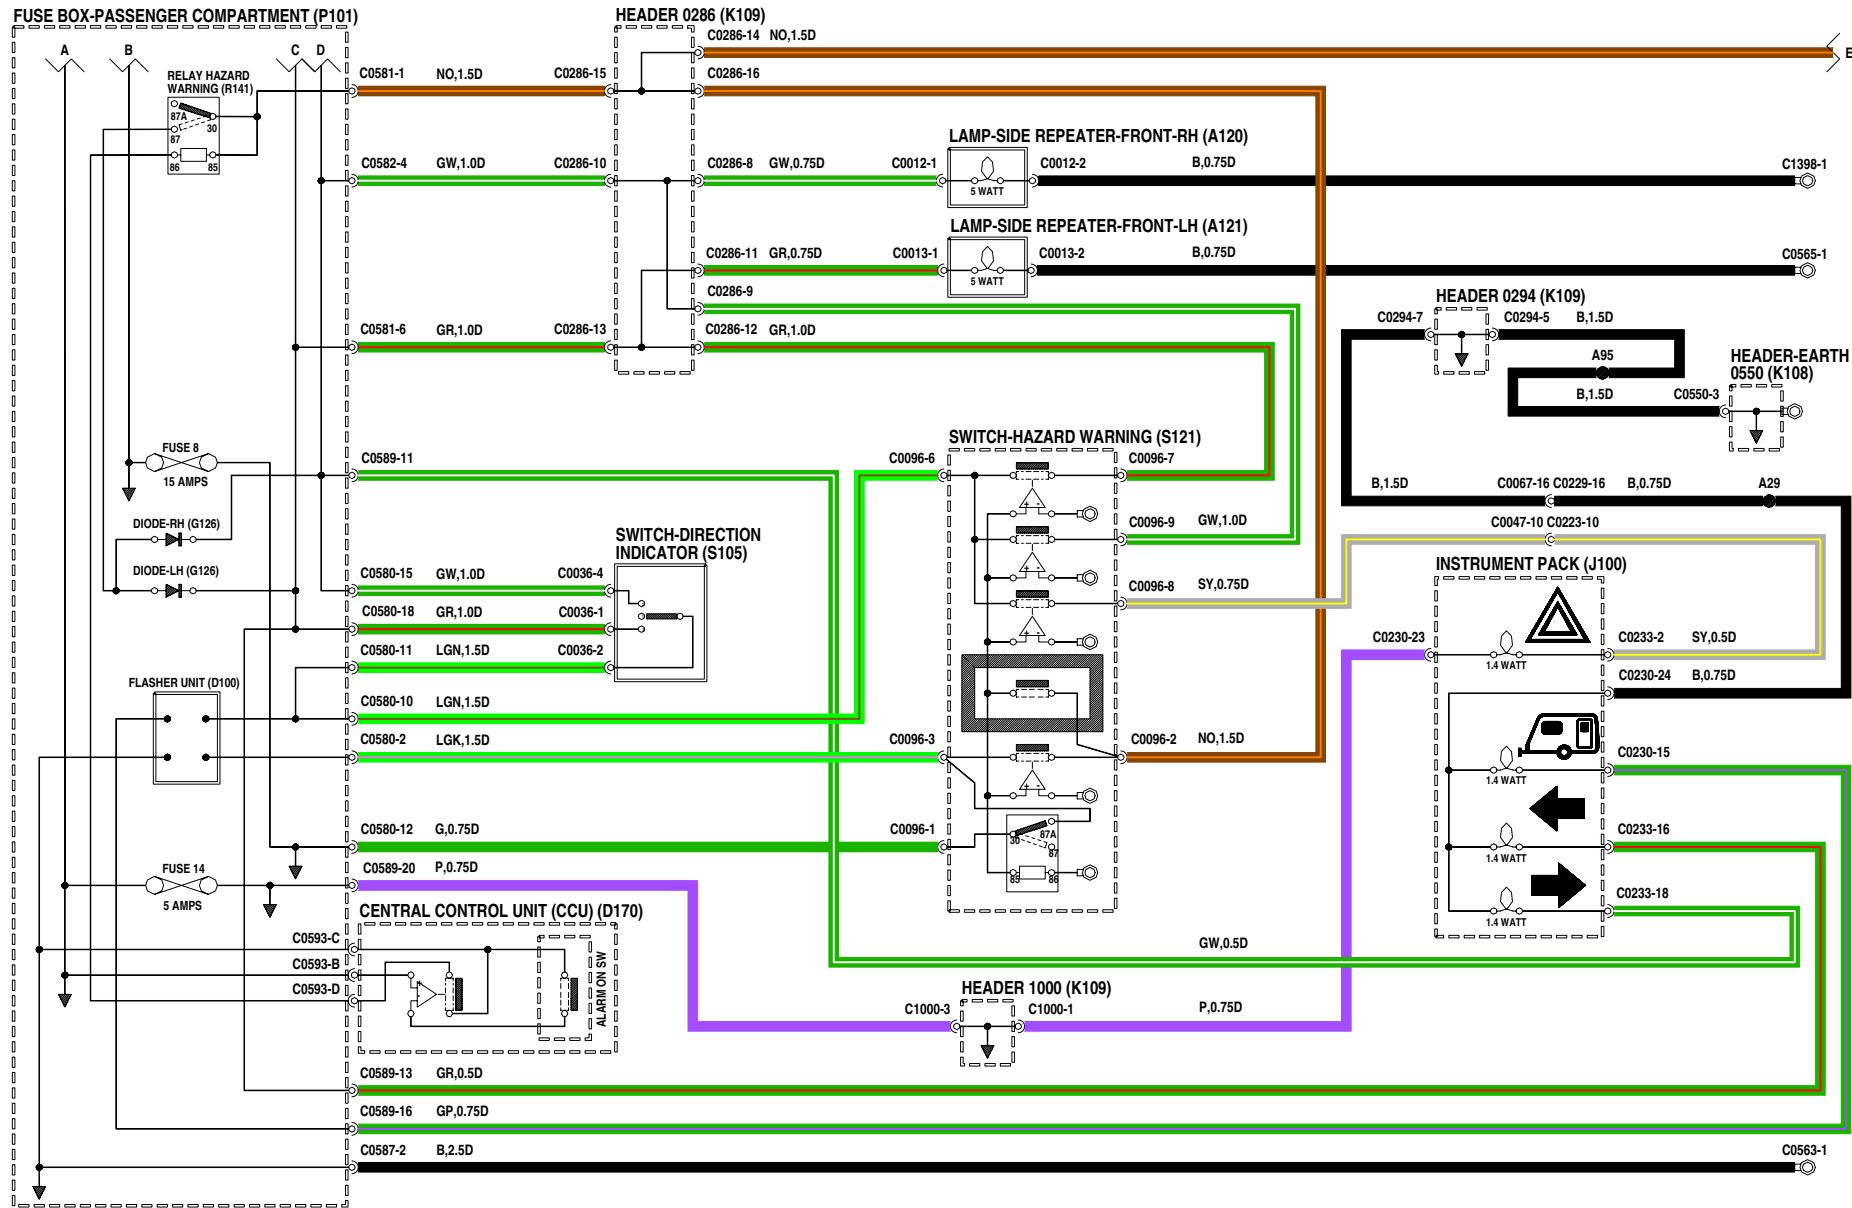 FUSE BOX-PASSENGER COMPARTMENT (P101)
HEADER 0286 (K109)
C0286-14 NO,1.5D
A B C D
E
RELAY HAZARD
WARNING (R141)
87A
30
87
86 85
C0581-1 NO,1.5D C0286-15 C0286-16
LAMP-SIDE REPEATER-FRONT-RH (A120)
C0582-4 GW,1.0D C0286-10 C0286-8 GW,0.75D C0012-1 C0012-2 B,0.75D C1398-1
5 WATT
LAMP-SIDE REPEATER-FRONT-LH (A121)
C0286-11 GR,0.75D C0013-1 C0013-2 B,0.75D C0565-1
5 WATT
C0286-9
HEADER 0294 (K109)
C0581-6 GR,1.0D C0286-13 C0286-12 GR,1.0D
C0294-7 C0294-5 B,1.5D
A95
HEADER-EARTH
0550 (K108)
B,1.5D C0550-3
SWITCH-HAZARD WARNING (S121)
FUSE 8
15 AMPS
C0589-11
C0096-6 C0096-7
B,1.5D C0067-16 C0229-16 B,0.75D A29
C0096-9 GW,1.0D
C0047-10 C0223-10
DIODE-RH (G126)
SWITCH-DIRECTION
INDICATOR (S105)
INSTRUMENT PACK (J100)
DIODE-LH (G126)
C0580-15 GW,1.0D C0036-4
C0096-8 SY,0.75D
C0580-18 GR,1.0D C0036-1
C0230-23 C0233-2 SY,0.5D
1.4 WATT
C0580-11 LGN,1.5D C0036-2
C0230-24 B,0.75D
FLASHER UNIT (D100)
C0580-10 LGN,1.5D
C0580-2 LGK,1.5D C0096-3 C0096-2 NO,1.5D
C0230-15
1.4 WATT
C0580-12 G,0.75D C0096-1
30 87A
87
85 86
C0233-16
1.4 WATT
FUSE 14
5 AMPS
C0589-20 P,0.75D
C0233-18
1.4 WATT
CENTRAL CONTROL UNIT (CCU) (D170)
C0593-C
C0593-B
C0593-D
ALARM ON SW
GW,0.5D
HEADER 1000 (K109)
C1000-3 C1000-1 P,0.75D
C0589-13 GR,0.5D
C0589-16 GP,0.75D
C0587-2 B,2.5D C0563-1